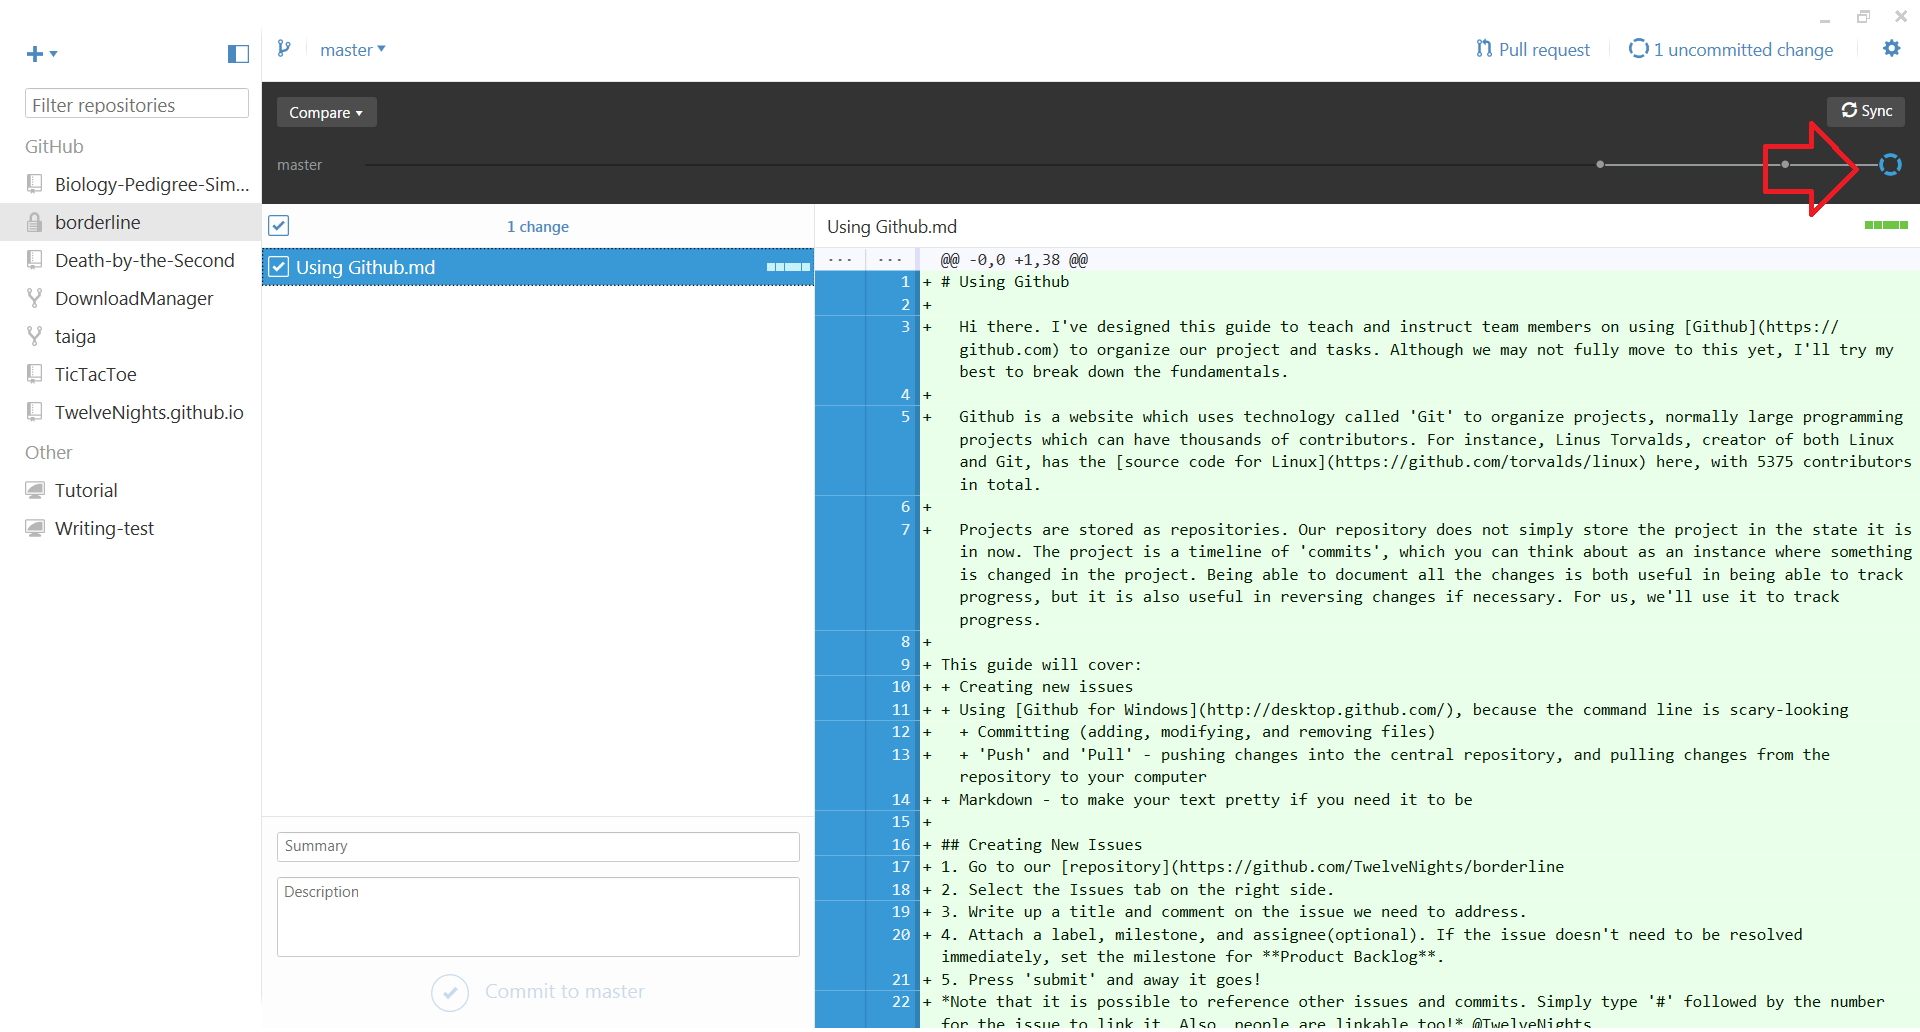 master
Pull request
1 uncommitted change
Filter repositories
GitHub
Biology-Pedigree-Sim...
borderline
Death-by-the-Second
DownloadManager
taiga
TicTacToe
TwelveNights.github.io
Other
Tutorial
Writing-test
Compare
Sync
master
1 change
Using Github.md
Summary
Description
Commit to master
Using Github.md
... ... @@ -0,0 +1,38 @@
1 + # Using Github
2 +
3 + Hi there. I've designed this guide to teach and instruct team members on using [Github](https://
github.com) to organize our project and tasks. Although we may not fully move to this yet, I'll try my
best to break down the fundamentals.
4 +
5 + Github is a website which uses technology called 'Git' to organize projects, normally large programming
projects which can have thousands of contributors. For instance, Linus Torvalds, creator of both Linux
and Git, has the [source code for Linux](https://github.com/torvalds/linux) here, with 5375 contributors
in total.
6 +
7 + Projects are stored as repositories. Our repository does not simply store the project in the state it is
in now. The project is a timeline of 'commits', which you can think about as an instance where something
is changed in the project. Being able to document all the changes is both useful in being able to track
progress, but it is also useful in reversing changes if necessary. For us, we'll use it to track
progress.
8 +
9 + This guide will cover:
10 + + Creating new issues
11 + + Using [Github for Windows](http://desktop.github.com/), because the command line is scary-looking
12 + + Committing (adding, modifying, and removing files)
13 + + 'Push' and 'Pull' - pushing changes into the central repository, and pulling changes from the
repository to your computer
14 + + Markdown - to make your text pretty if you need it to be
15 +
16 + ## Creating New Issues
17 + 1. Go to our [repository](https://github.com/TwelveNights/borderline
18 + 2. Select the Issues tab on the right side.
19 + 3. Write up a title and comment on the issue we need to address.
20 + 4. Attach a label, milestone, and assignee(optional). If the issue doesn't need to be resolved
immediately, set the milestone for **Product Backlog**.
21 + 5. Press 'submit' and away it goes!
22 + *Note that it is possible to reference other issues and commits. Simply type '#' followed by the number
for the issue to link it. Also, people are linkable too!* @TwelveNights